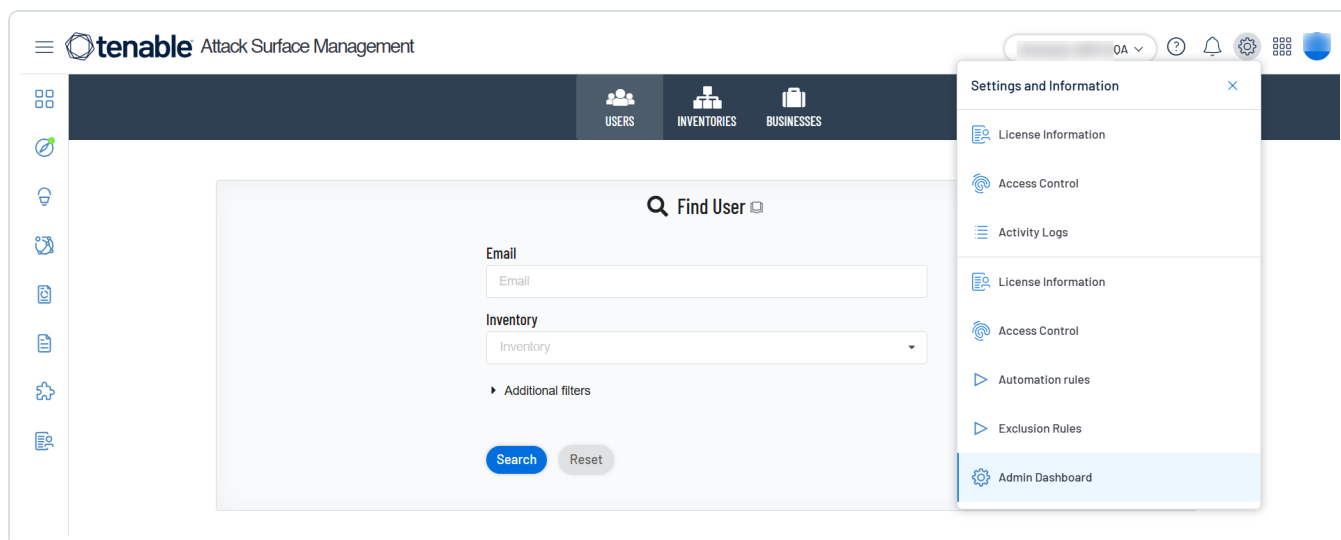 tenable Attack Surface Management
QA
USERS
INVENTORIES
BUSINESSES
Find User
Email
Email
Inventory
Inventory
Additional filters
Search
Reset
Settings and Information
License Information
Access Control
Activity Logs
License Information
Access Control
Automation rules
Exclusion Rules
Admin Dashboard